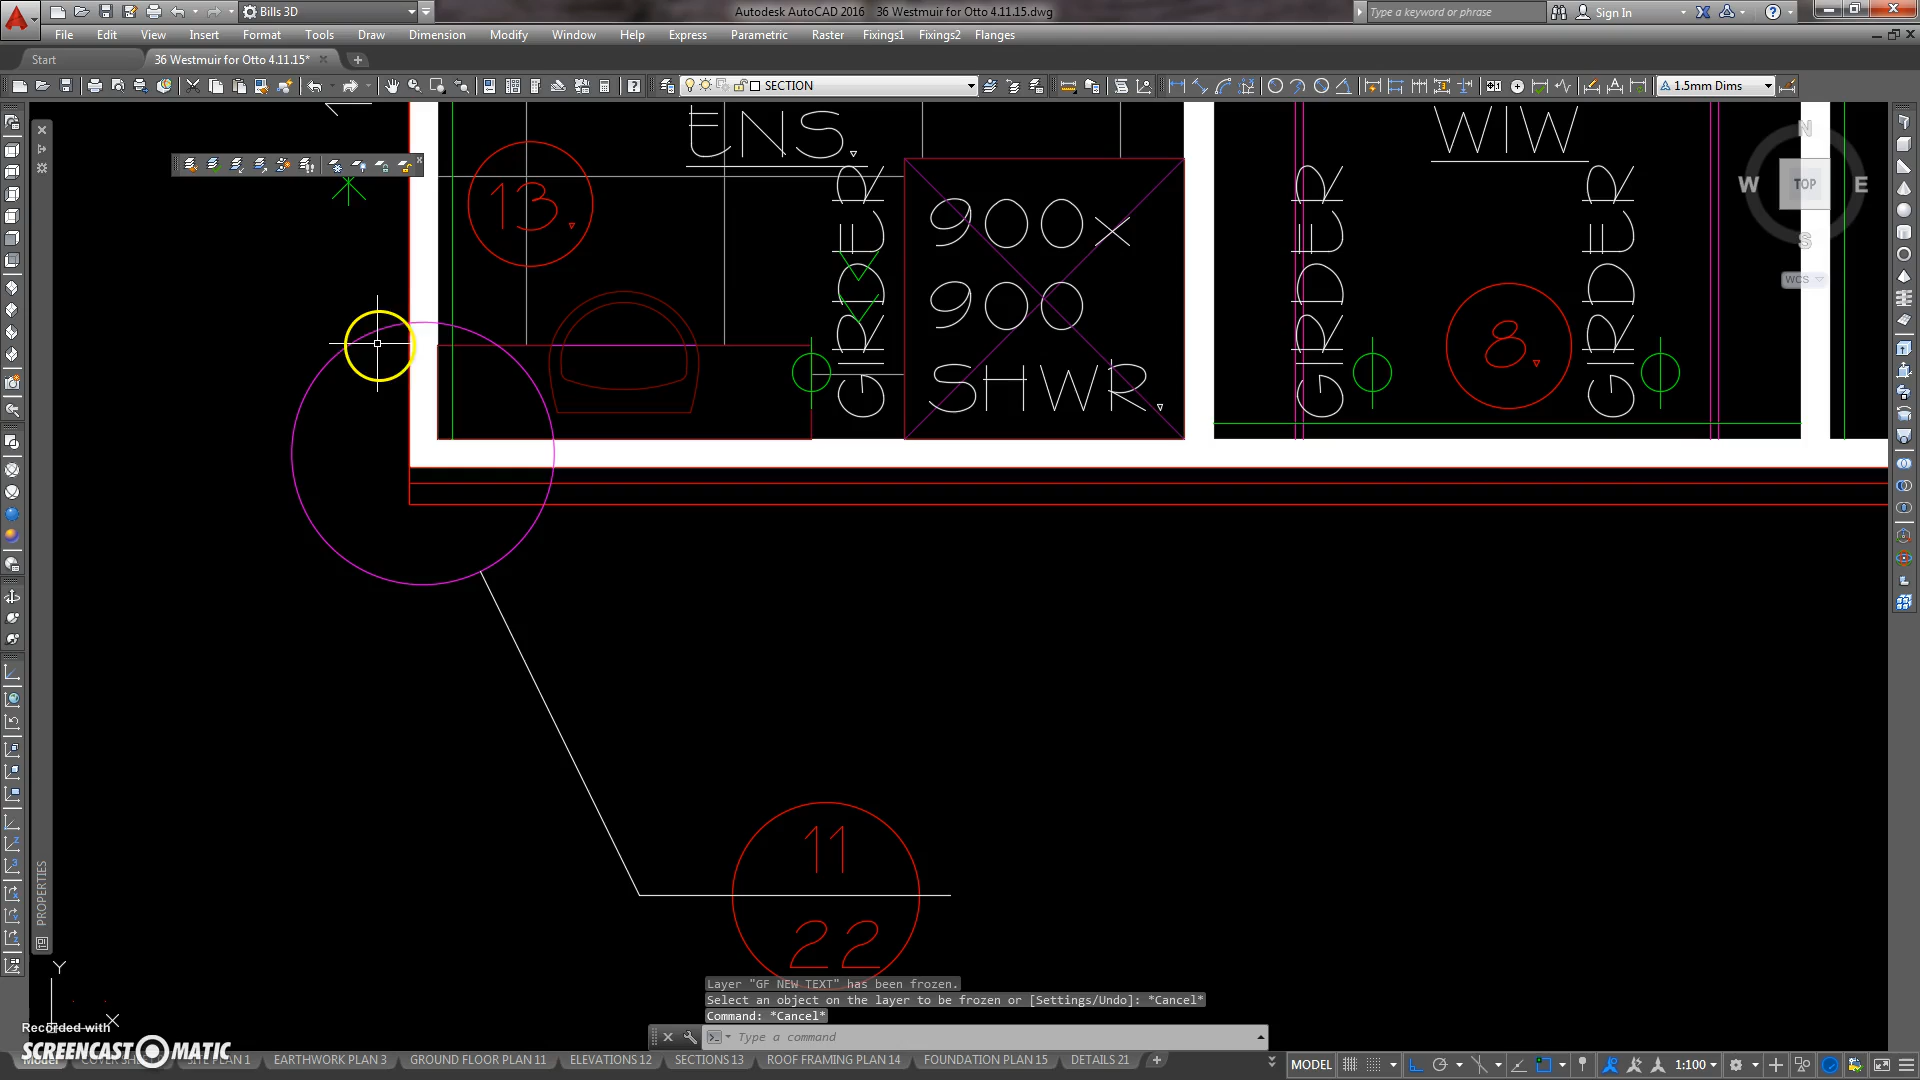 Bills 3D
Autodesk AutoCAD 2016 36 Westmuir for Otto 4.11.15.dwg
Type a keyword or phrase
Sign In
File Edit View Insert Format Tools Draw Dimension Modify Window Help Express Parametric Raster Fixings1 Fixings2 Flanges
Start
36 Westmuir for Otto 4.11.15*
SECTION
1.5mm Dims
ENS.
WIW
N
W TOP E
S
WCS
13.
GIRDER
900x
900
SHWR.
GIRDER
8.
GIRDER
11
22
PROPERTIES
Y
X
Layer "GF NEW TEXT" has been frozen.
Select an object on the layer to be frozen or [Settings/Undo]: *Cancel*
Command: *Cancel*
Type a command
Recorded with
SCREENCAST MATIC
Model
PLAN 1 EARTHWORK PLAN 3 GROUND FLOOR PLAN 11 ELEVATIONS 12 SECTIONS 13 ROOF FRAMING PLAN 14 FOUNDATION PLAN 15 DETAILS 21
MODEL
1:100